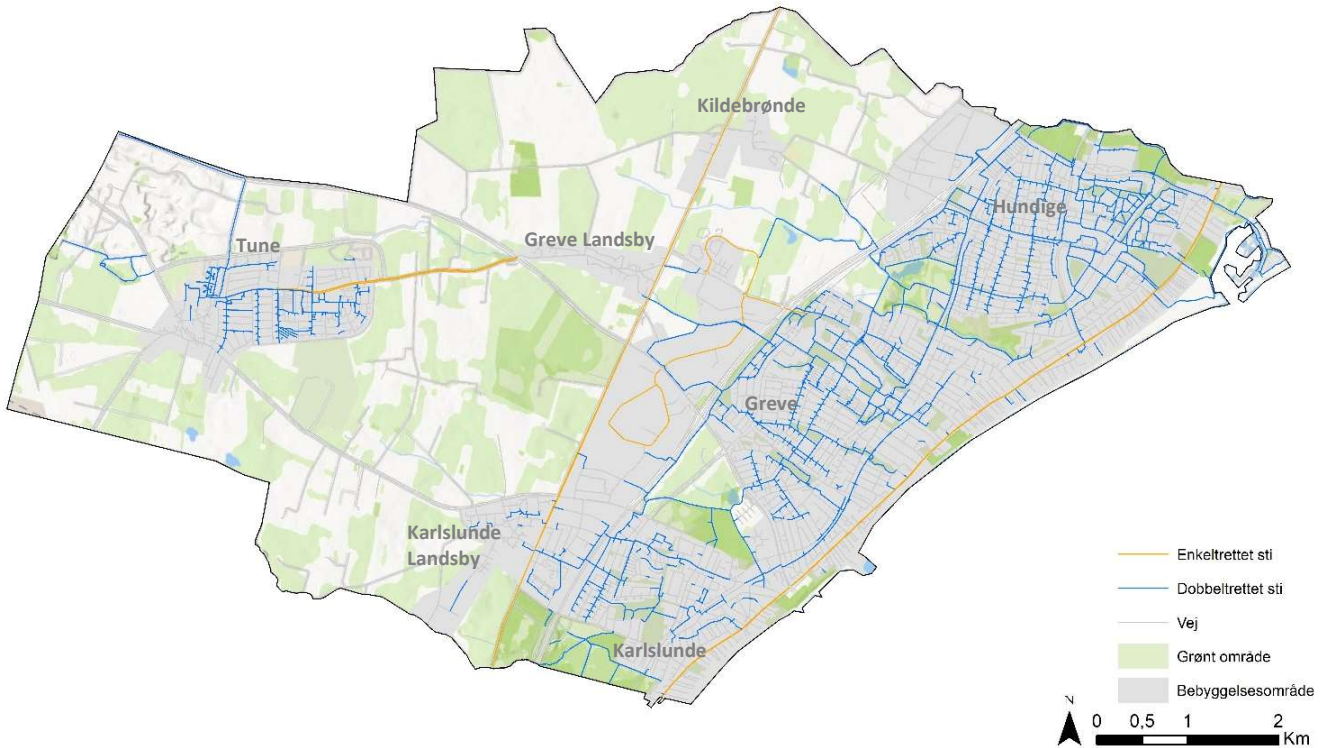 Kildebrønde
Hundige
Tune
Greve Landsby
Greve
Karlslunde
Landsby
Karlslunde
Enkeltrettet sti
Dobbeltrettet sti
Vej
Grønt område
Bebyggelsesområde
N
0 0,5 1 2
Km